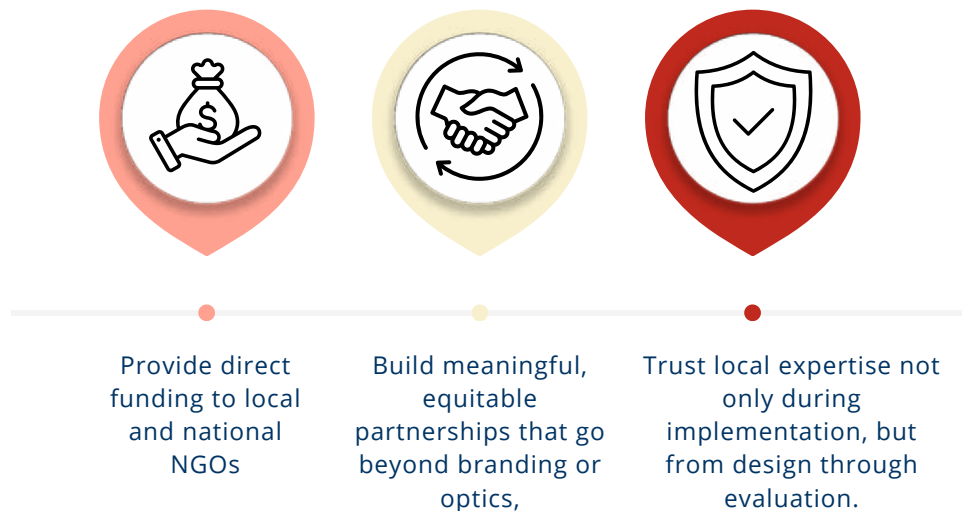 $
Provide direct
funding to local
and national
NGOs
Build meaningful,
equitable
partnerships that go
beyond branding or
optics,
Trust local expertise not
only during
implementation, but
from design through
evaluation.